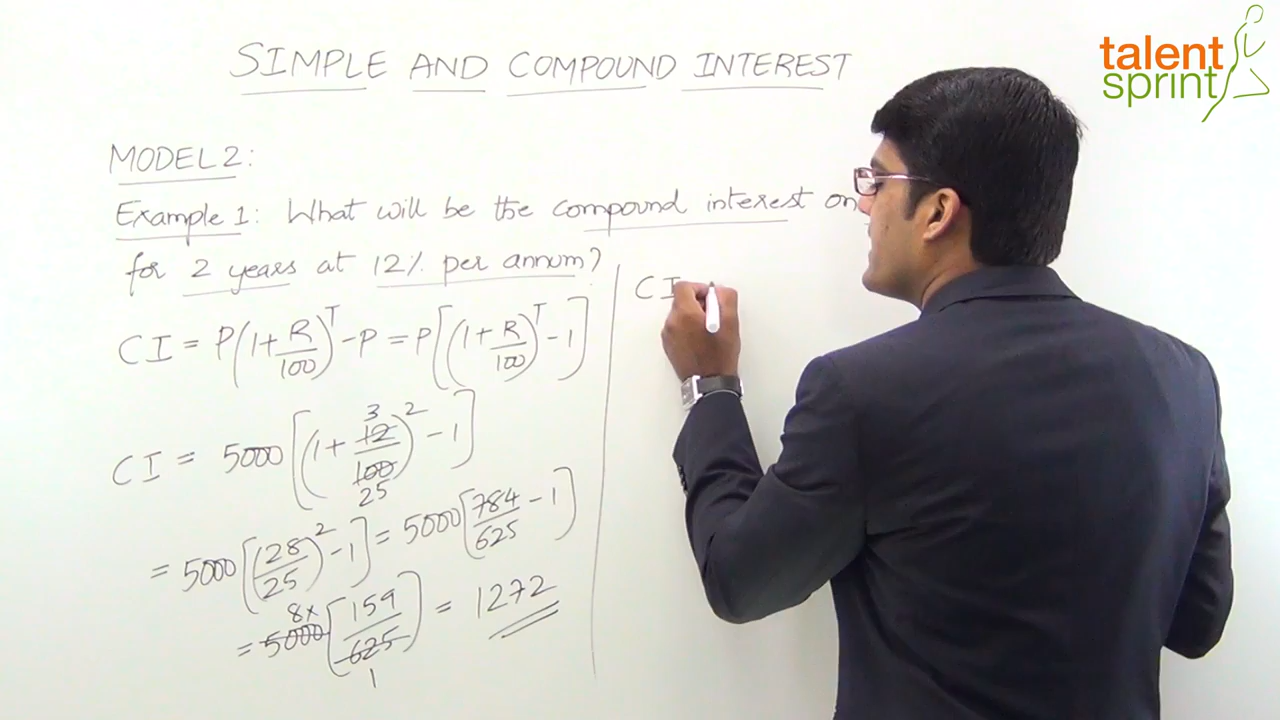 talent
sprint
SIMPLE AND COMPOUND INTEREST
MODEL 2:
Example 1: What will be the compound interest on
for 2 years at 12% per annum?
CI = P(1+R/100)^T - P = P[(1+R/100)^T - 1]
CI = 5000[(1+12/100)^2 - 1] 3 25
= 5000[(28/25)^2 - 1] = 5000[784/625 - 1]
= 5000[159/625] = 1272 8x 1
CI